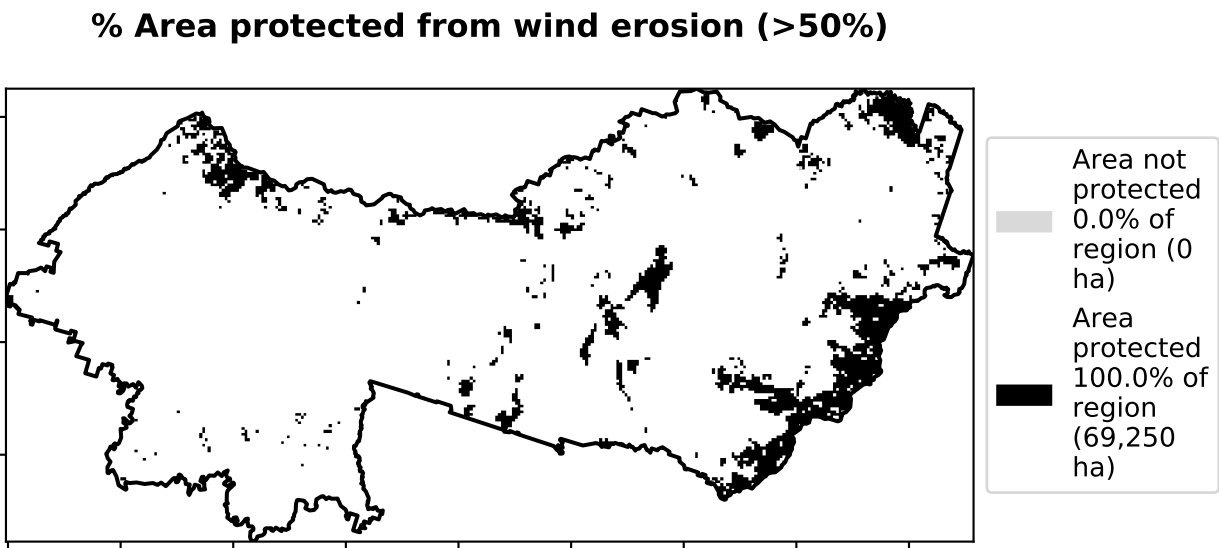 % Area protected from wind erosion (>50%)
Area not
protected
0.0% of
region (0
ha)
Area
protected
100.0% of
region
(69,250
ha)